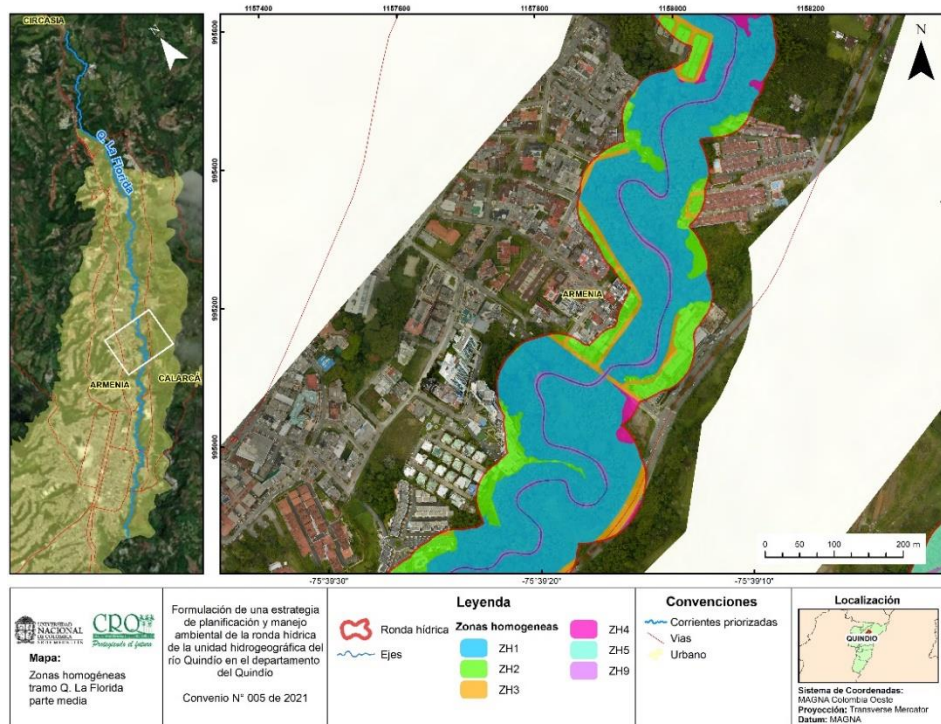 CIRCASIA
N
Q. La Florida
ARMENIA
CALARCÁ
1157400
1157600
1157800
1158000
1158200
995600
995400
995200
995000
N
ARMENIA
0 50 100 200 m
-75°39'30"
-75°39'20"
-75°39'10"
UNIVERSIDAD
NACIONAL
DE COLOMBIA
CRQ
Protegiendo el futuro
Mapa:
Zonas homogéneas
tramo Q. La Florida
parte media
Formulación de una estrategia
de planificación y manejo
ambiental de la ronda hídrica
de la unidad hidrogeográfica del
río Quindío en el departamento
del Quindío
Convenio N° 005 de 2021
Leyenda
Ronda hídrica
Ejes
Zonas homogeneas
ZH1
ZH2
ZH3
ZH4
ZH5
ZH9
Convenciones
Corrientes priorizadas
Vias
Urbano
Localización
QUINDIO
Sistema de Coordenadas:
MAGNA Colombia Oeste
Proyección: Transverse Mercator
Datum: MAGNA